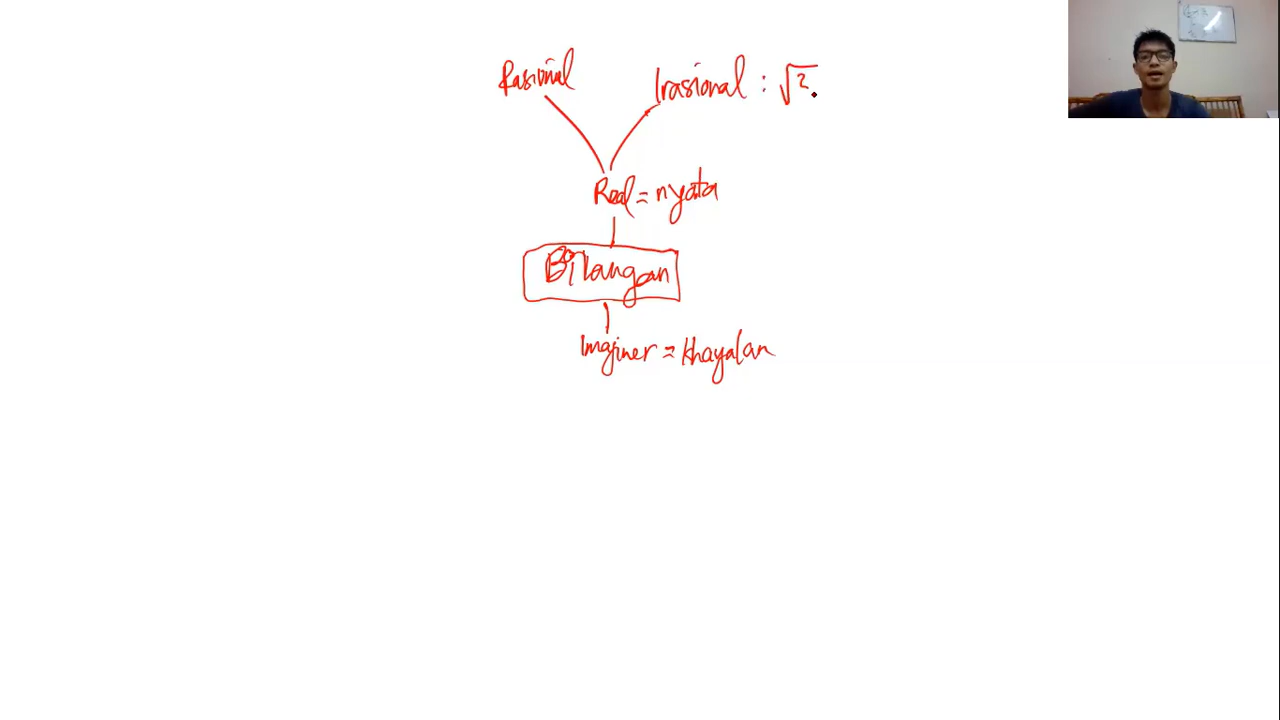 Rasional
Irasional : √2
Real = nyata
Bilangan
Imajiner = Khayalan